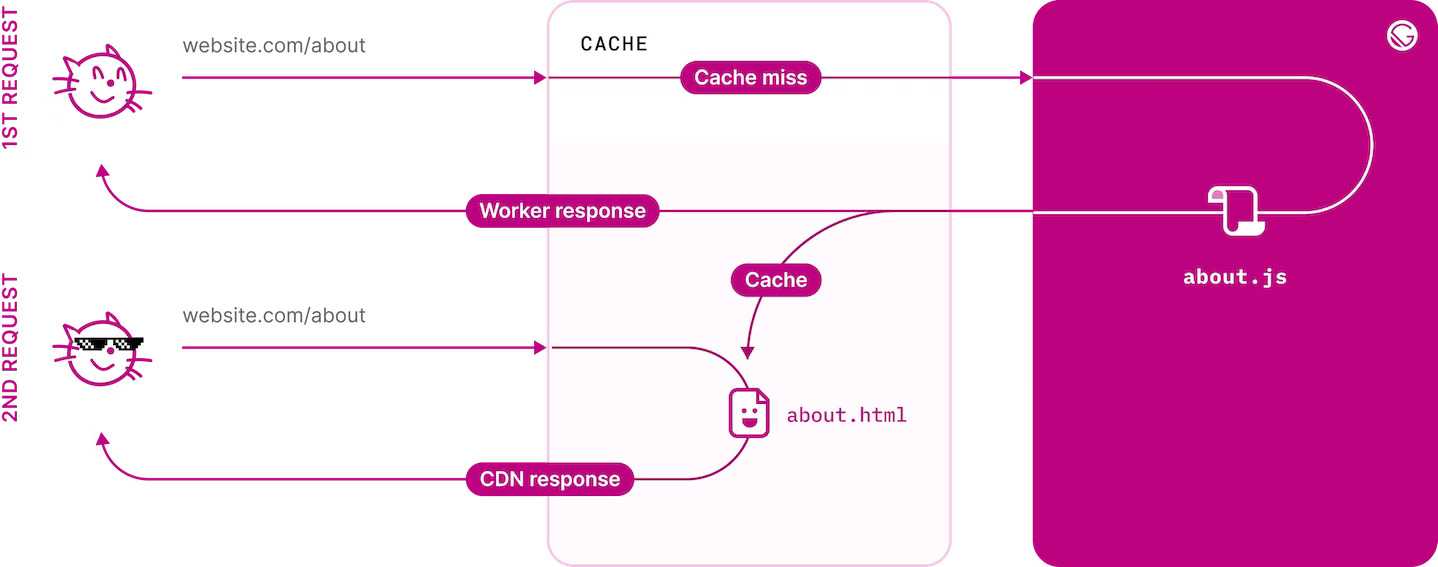 1ST REQUEST
website.com/about
CACHE
Cache miss
Worker response
about.js
Cache
2ND REQUEST
website.com/about
about.html
CDN response